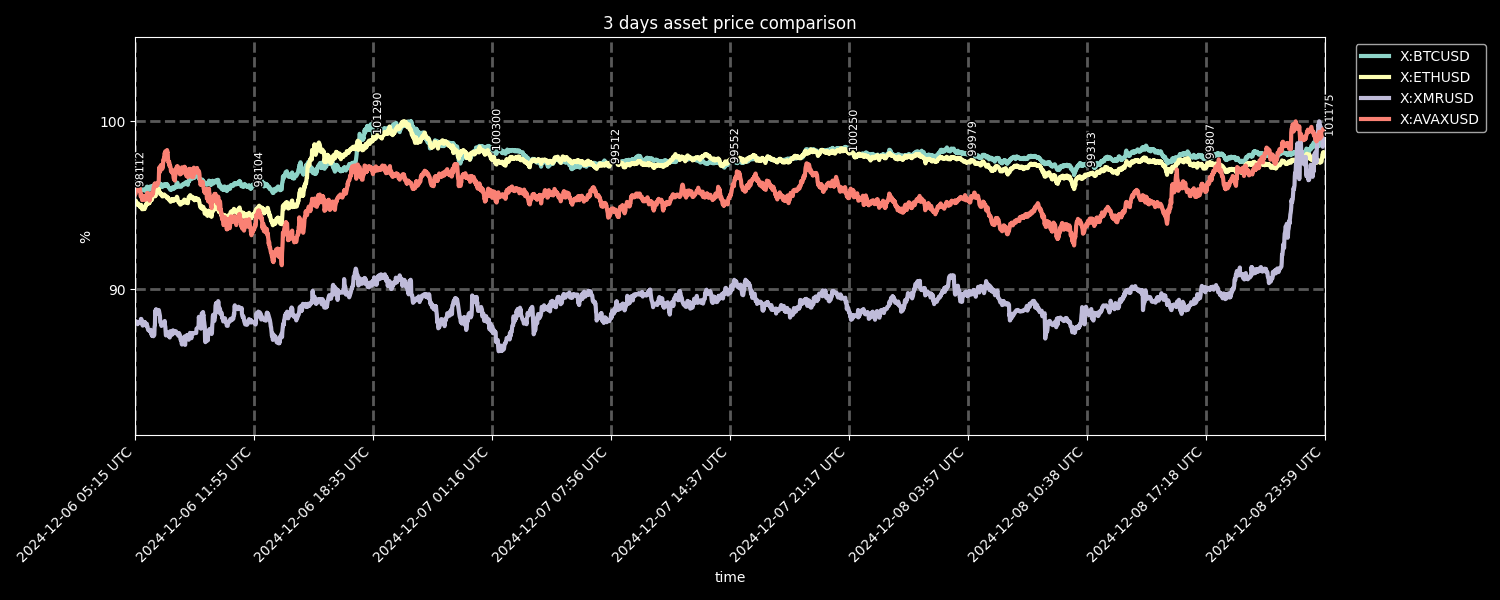 3 days asset price comparison
X:BTCUSD
X:ETHUSD
X:XMRUSD
X:AVAXUSD
100
90
%
98112
98104
101290
100300
99512
99552
100250
99979
99313
99807
101175
2024-12-06 05:15 UTC
2024-12-06 11:55 UTC
2024-12-06 18:35 UTC
2024-12-07 01:16 UTC
2024-12-07 07:56 UTC
2024-12-07 14:37 UTC
2024-12-07 21:17 UTC
2024-12-08 03:57 UTC
2024-12-08 10:38 UTC
2024-12-08 17:18 UTC
2024-12-08 23:59 UTC
time